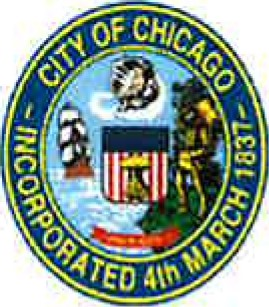 CITY OF CHICAGO
INCORPORATED 4th MARCH 1837